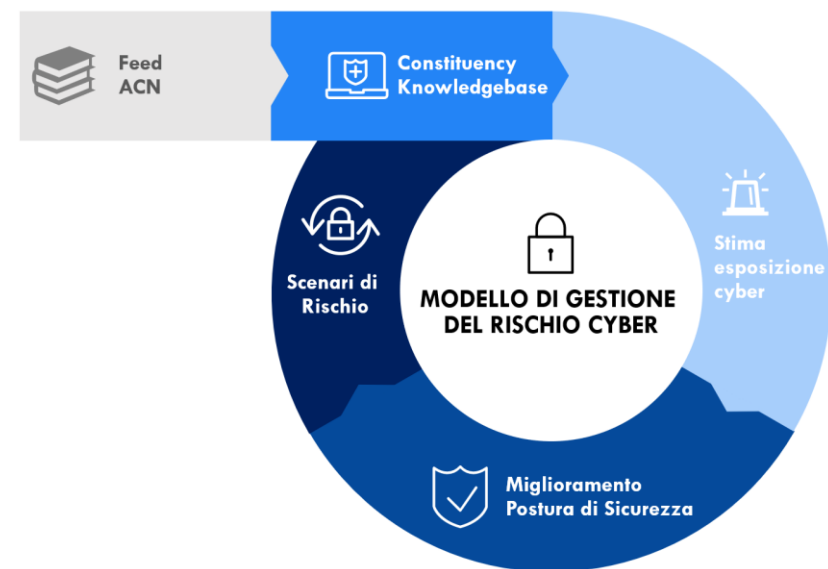 Feed
ACN
Constituency
Knowledgebase
Stima
esposizione
cyber
Scenari di
Rischio
MODELLO DI GESTIONE
DEL RISCHIO CYBER
Miglioramento
Postura di Sicurezza